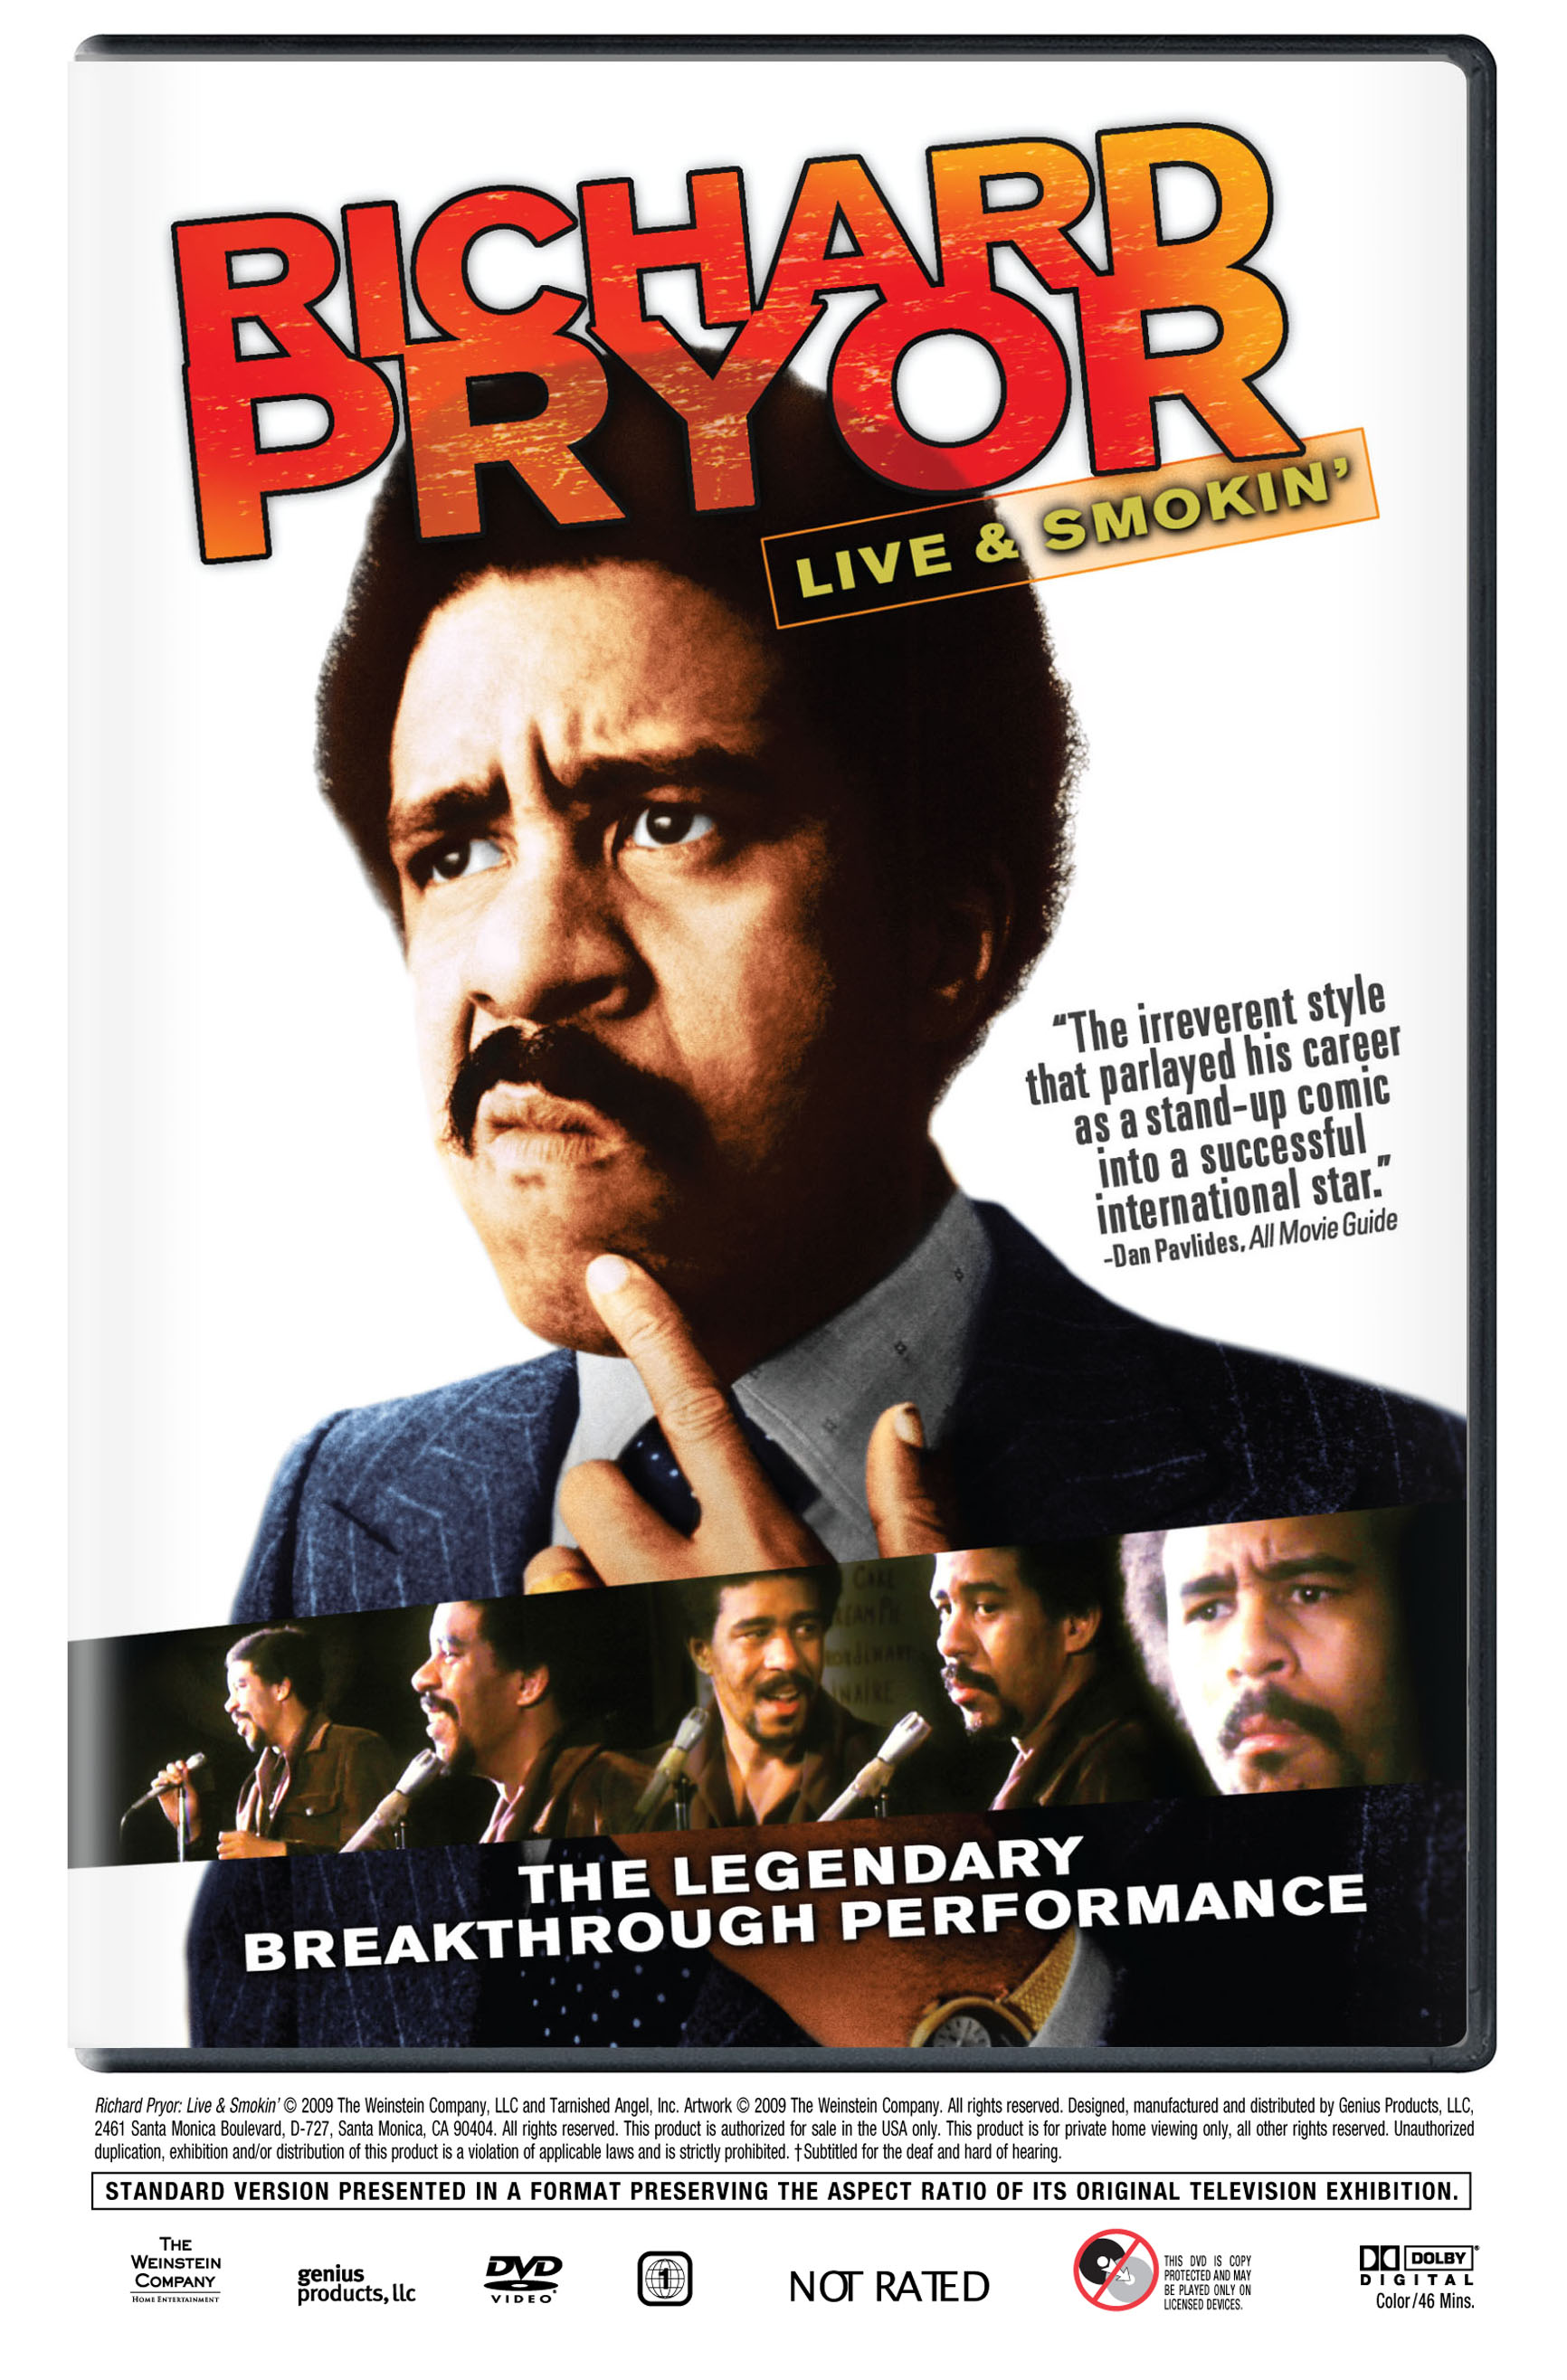 RICHARD
PRYOR
LIVE & SMOKIN'
“The irreverent style
that parlayed his career
as a stand-up comic
into a successful
international star.”
-Dan Pavlides, All Movie Guide
THE LEGENDARY
BREAKTHROUGH PERFORMANCE
Richard Pryor: Live & Smokin' © 2009 The Weinstein Company, LLC and Tarnished Angel, Inc. Artwork © 2009 The Weinstein Company. All rights reserved. Designed, manufactured and distributed by Genius Products, LLC,
2461 Santa Monica Boulevard, D-727, Santa Monica, CA 90404. All rights reserved. This product is authorized for sale in the USA only. This product is for private home viewing only, all other rights reserved. Unauthorized
duplication, exhibition and/or distribution of this product is a violation of applicable laws and is strictly prohibited. †Subtitled for the deaf and hard of hearing.
STANDARD VERSION PRESENTED IN A FORMAT PRESERVING THE ASPECT RATIO OF ITS ORIGINAL TELEVISION EXHIBITION.
THE
WEINSTEIN
COMPANY
HOME ENTERTAINMENT
genius
products, llc
DVD
VIDEO
1
NOT RATED
THIS DVD IS COPY
PROTECTED AND MAY
BE PLAYED ONLY ON
LICENSED DEVICES.
DOLBY®
DIGITAL
Color/46 Mins.